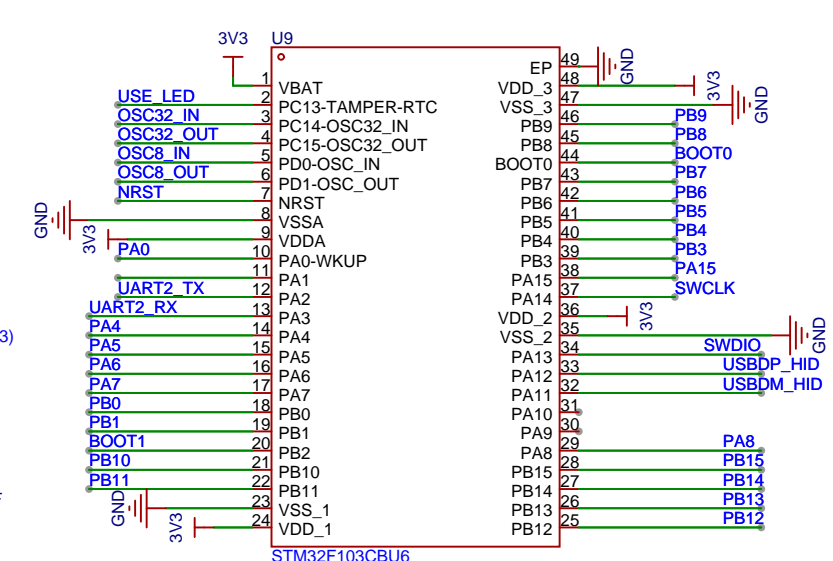 3V3
U9
1 VBAT
USE_LED 2 PC13-TAMPER-RTC
OSC32_IN 3 PC14-OSC32_IN
OSC32_OUT 4 PC15-OSC32_OUT
OSC8_IN 5 PD0-OSC_IN
OSC8_OUT 6 PD1-OSC_OUT
NRST 7 NRST
GND 8 VSSA
3V3 9 VDDA
PA0 10 PA0-WKUP
11 PA1
UART2_TX 12 PA2
UART2_RX 13 PA3
3)
PA4 14 PA4
PA5 15 PA5
PA6 16 PA6
PA7 17 PA7
PB0 18 PB0
PB1 19 PB1
BOOT1 20 PB2
PB10 21 PB10
PB11 22 PB11
GND 23 VSS_1
3V3 24 VDD_1
EP 49 GND
VDD_3 48 3V3
VSS_3 47 GND
PB9 46 PB9
PB8 45 PB8
BOOT0 44 BOOT0
PB7 43 PB7
PB6 42 PB6
PB5 41 PB5
PB4 40 PB4
PB3 39 PB3
PA15 38 PA15
PA14 37 SWCLK
VDD_2 36 3V3
VSS_2 35 GND
PA13 34 SWDIO
PA12 33 USBDP_HID
PA11 32 USBDM_HID
PA10 31
PA9 30
PA8 29 PA8
PB15 28 PB15
PB14 27 PB14
PB13 26 PB13
PB12 25 PB12
STM32F103CBU6